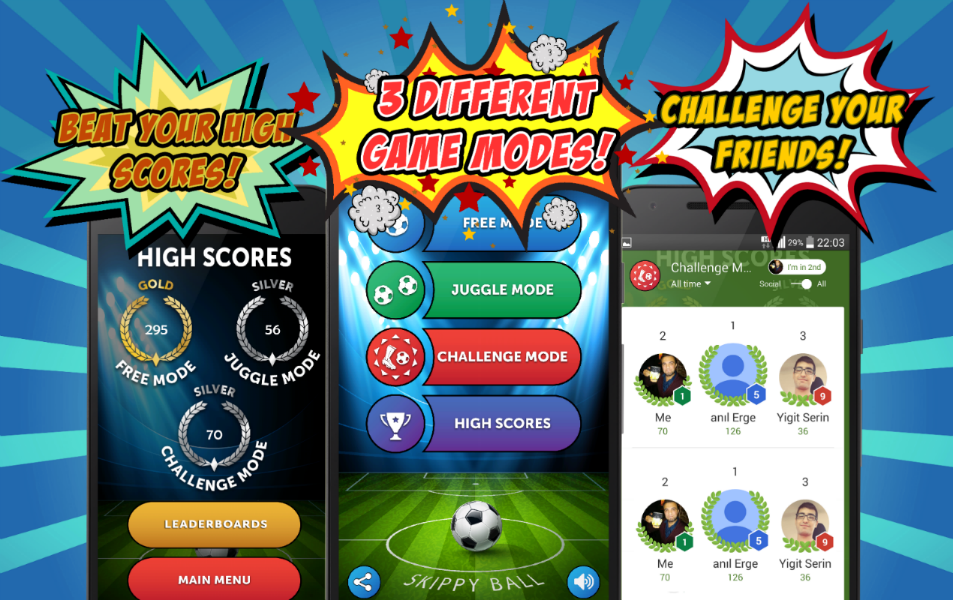 BEAT YOUR HIGH
SCORES!
3 DIFFERENT
GAME MODES!
CHALLENGE YOUR
FRIENDS!
HIGH SCORES
GOLD
295
FREE MODE
SILVER
56
JUGGLE MODE
SILVER
70
CHALLENGE MODE
LEADERBOARDS
MAIN MENU
FREE MODE
JUGGLE MODE
CHALLENGE MODE
HIGH SCORES
SKIPPY BALL
29% 22:03
HIGH SCORES
Challenge M...
I'm in 2nd
All time
Social All
2 1 3
1 5 9
Me anıl Erge Yigit Serin
70 126 36
2 1 3
1 5 9
Me anıl Erge Yigit Serin
70 126 36